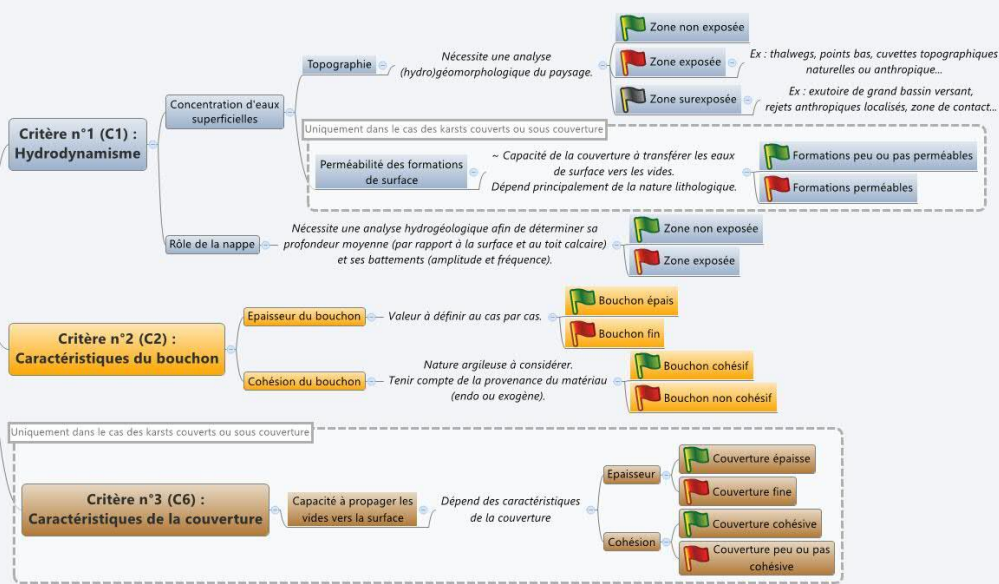 Critère n°1 (C1) :
Hydrodynamisme
Concentration d'eaux
superficielles
Topographie
Nécessite une analyse
(hydro)géomorphologique du paysage.
Zone non exposée
Zone exposée
Ex : thalwegs, points bas, cuvettes topographiques
naturelles ou anthropique...
Zone surexposée
Ex : exutoire de grand bassin versant,
rejets anthropiques localisés, zone de contact...
Uniquement dans le cas des karsts couverts ou sous couverture
Perméabilité des formations
de surface
~ Capacité de la couverture à transférer les eaux
de surface vers les vides.
Dépend principalement de la nature lithologique.
Formations peu ou pas perméables
Formations perméables
Rôle de la nappe
Nécessite une analyse hydrogéologique afin de déterminer sa
profondeur moyenne (par rapport à la surface et au toit calcaire)
et ses battements (amplitude et fréquence).
Zone non exposée
Zone exposée
Critère n°2 (C2) :
Caractéristiques du bouchon
Epaisseur du bouchon
Valeur à définir au cas par cas.
Bouchon épais
Bouchon fin
Cohésion du bouchon
Nature argileuse à considérer.
Tenir compte de la provenance du matériau
(endo ou exogène).
Bouchon cohésif
Bouchon non cohésif
Uniquement dans le cas des karsts couverts ou sous couverture
Critère n°3 (C6) :
Caractéristiques de la couverture
Capacité à propager les
vides vers la surface
Dépend des caractéristiques
de la couverture
Epaisseur
Couverture épaisse
Couverture fine
Cohésion
Couverture cohésive
Couverture peu ou pas
cohésive